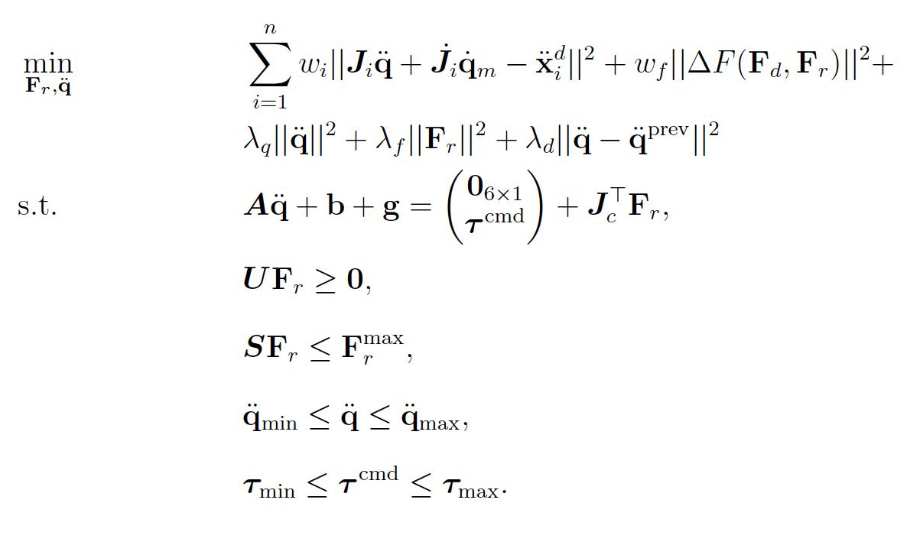 \min_{\mathbf{F}_r, \ddot{\mathbf{q}}} \sum_{i=1}^{n} w_i ||\boldsymbol{J}_i \ddot{\mathbf{q}} + \dot{\boldsymbol{J}}_i \dot{\mathbf{q}}_m - \ddot{\mathbf{x}}_i^d||^2 + w_f ||\Delta F(\mathbf{F}_d, \mathbf{F}_r)||^2 +
\lambda_q ||\ddot{\mathbf{q}}||^2 + \lambda_f ||\mathbf{F}_r||^2 + \lambda_d ||\ddot{\mathbf{q}} - \ddot{\mathbf{q}}^{\text{prev}}||^2
s.t. \boldsymbol{A} \ddot{\mathbf{q}} + \mathbf{b} + \mathbf{g} = \begin{pmatrix} \mathbf{0}_{6 \times 1} \\ \boldsymbol{\tau}^{\text{cmd}} \end{pmatrix} + \boldsymbol{J}_c^\top \mathbf{F}_r,
\boldsymbol{U} \mathbf{F}_r \geq \mathbf{0},
\boldsymbol{S} \mathbf{F}_r \leq \mathbf{F}_r^{\text{max}},
\ddot{\mathbf{q}}_{\text{min}} \leq \ddot{\mathbf{q}} \leq \ddot{\mathbf{q}}_{\text{max}},
\boldsymbol{\tau}_{\text{min}} \leq \boldsymbol{\tau}^{\text{cmd}} \leq \boldsymbol{\tau}_{\text{max}}.